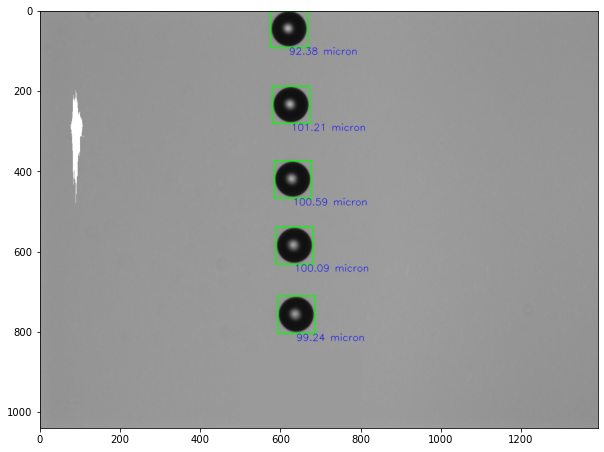 0
92.38 micron
200
101.21 micron
400
100.59 micron
600
100.09 micron
800
99.24 micron
1000
0 200 400 600 800 1000 1200